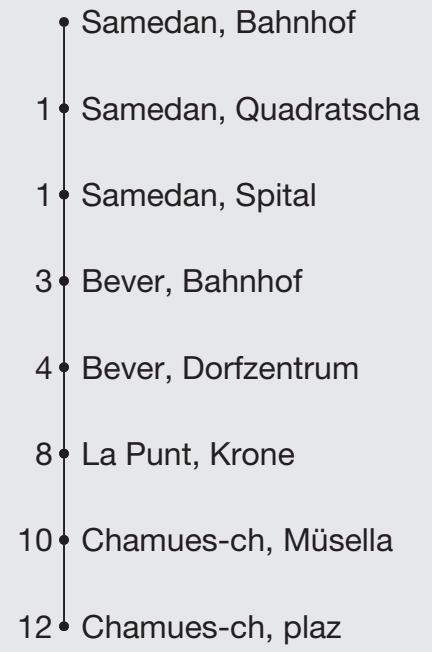 Samedan, Bahnhof
1 Samedan, Quadratscha
1 Samedan, Spital
3 Bever, Bahnhof
4 Bever, Dorfzentrum
8 La Punt, Krone
10 Chamues-ch, Müsella
12 Chamues-ch, plaz